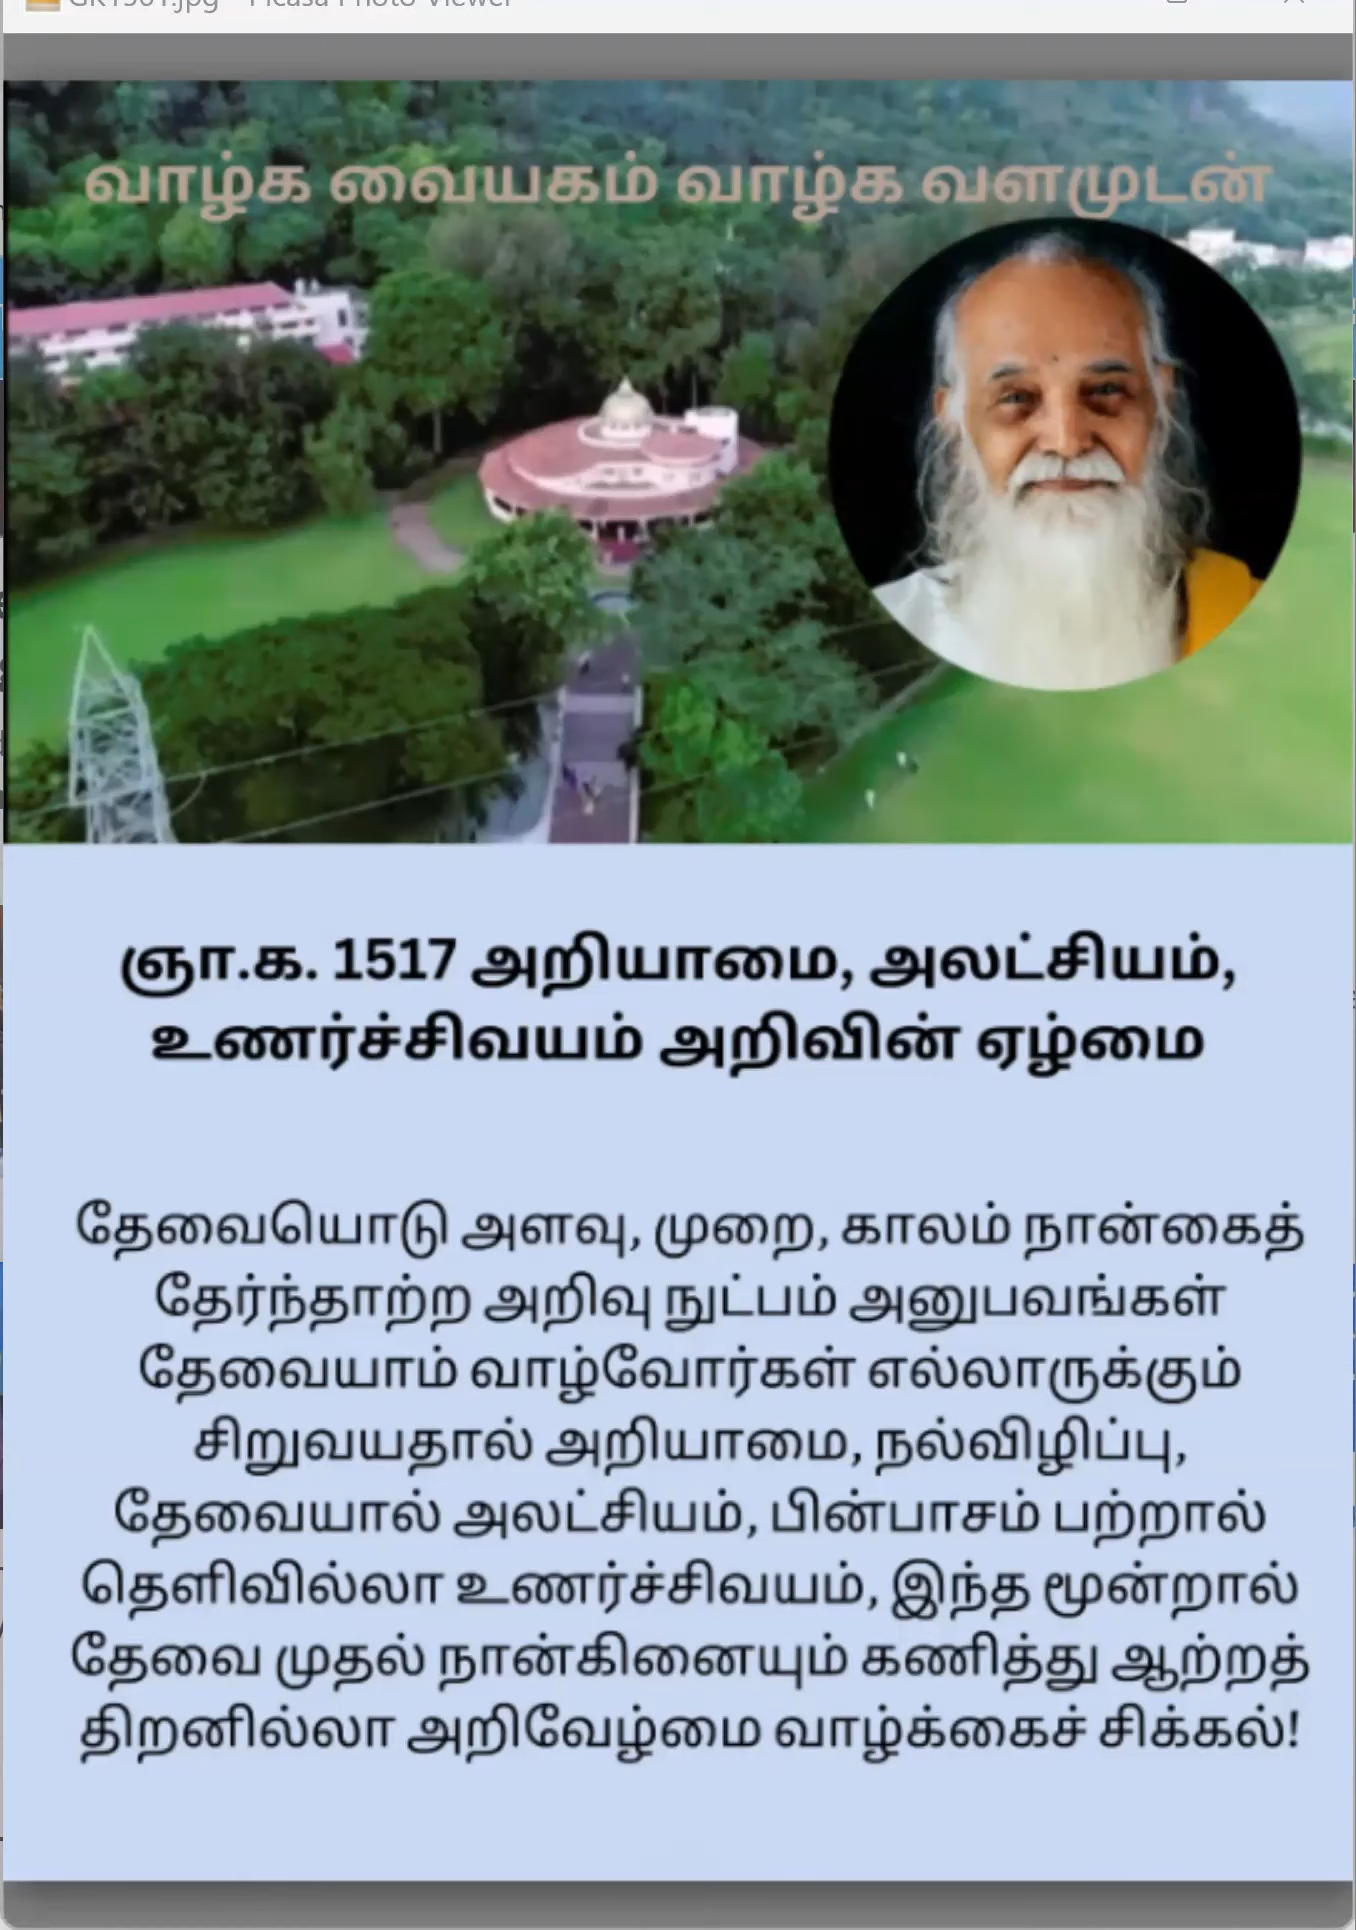 வாழ்க வையகம் வாழ்க வளமுடன்
ஞா.க. 1517 அறியாமை, அலட்சியம்,
உணர்ச்சிவயம் அறிவின் ஏழ்மை
தேவையொடு அளவு, முறை, காலம் நான்கைத்
தேர்ந்தாற்ற அறிவு நுட்பம் அனுபவங்கள்
தேவையாம் வாழ்வோர்கள் எல்லாருக்கும்
சிறுவயதால் அறியாமை, நல்விழிப்பு,
தேவையால் அலட்சியம், பின்பாசம் பற்றால்
தெளிவில்லா உணர்ச்சிவயம், இந்த மூன்றால்
தேவை முதல் நான்கினையும் கணித்து ஆற்றத்
திறனில்லா அறிவேழ்மை வாழ்க்கைச் சிக்கல்!